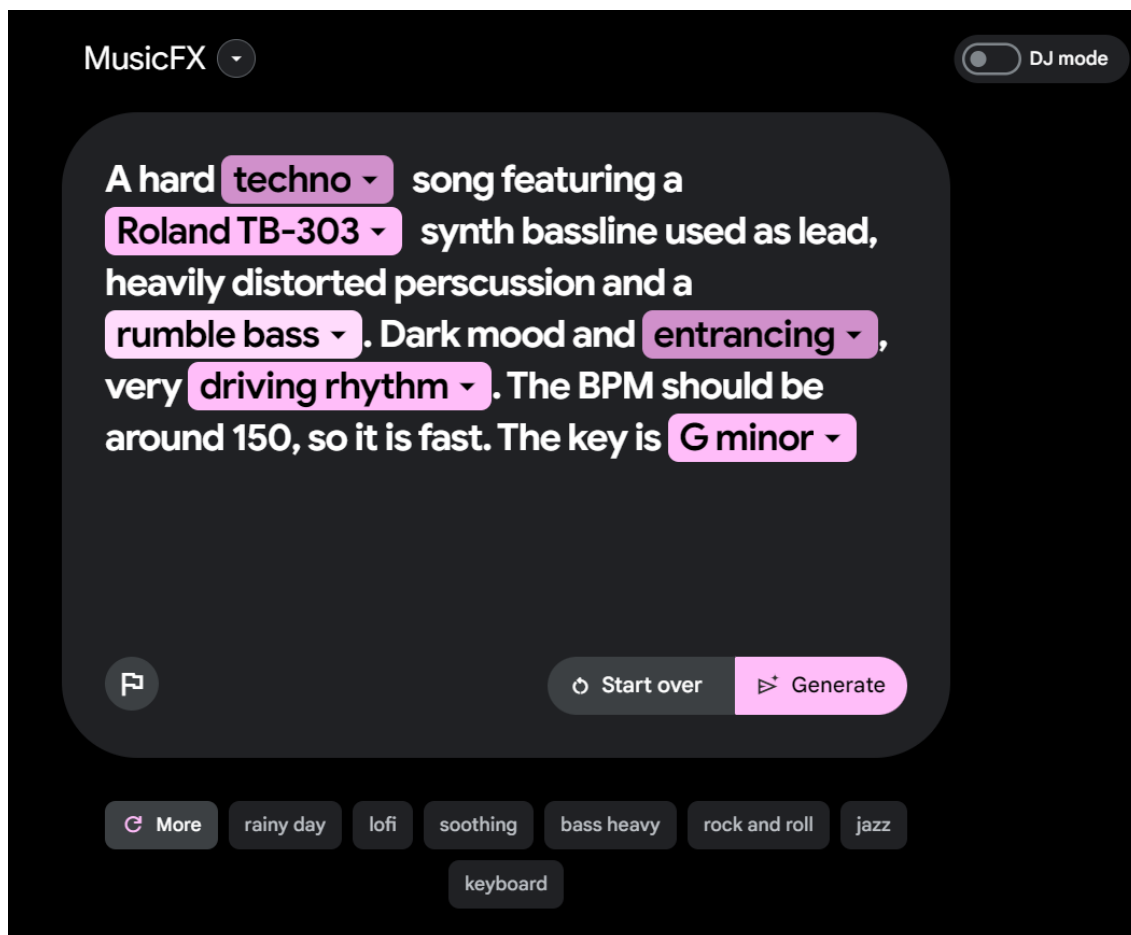 MusicFX
DJ mode
A hard techno song featuring a
Roland TB-303 synth bassline used as lead,
heavily distorted perscussion and a
rumble bass. Dark mood and entrancing,
very driving rhythm. The BPM should be
around 150, so it is fast. The key is G minor
Start over
Generate
More rainy day lofi soothing bass heavy rock and roll jazz
keyboard